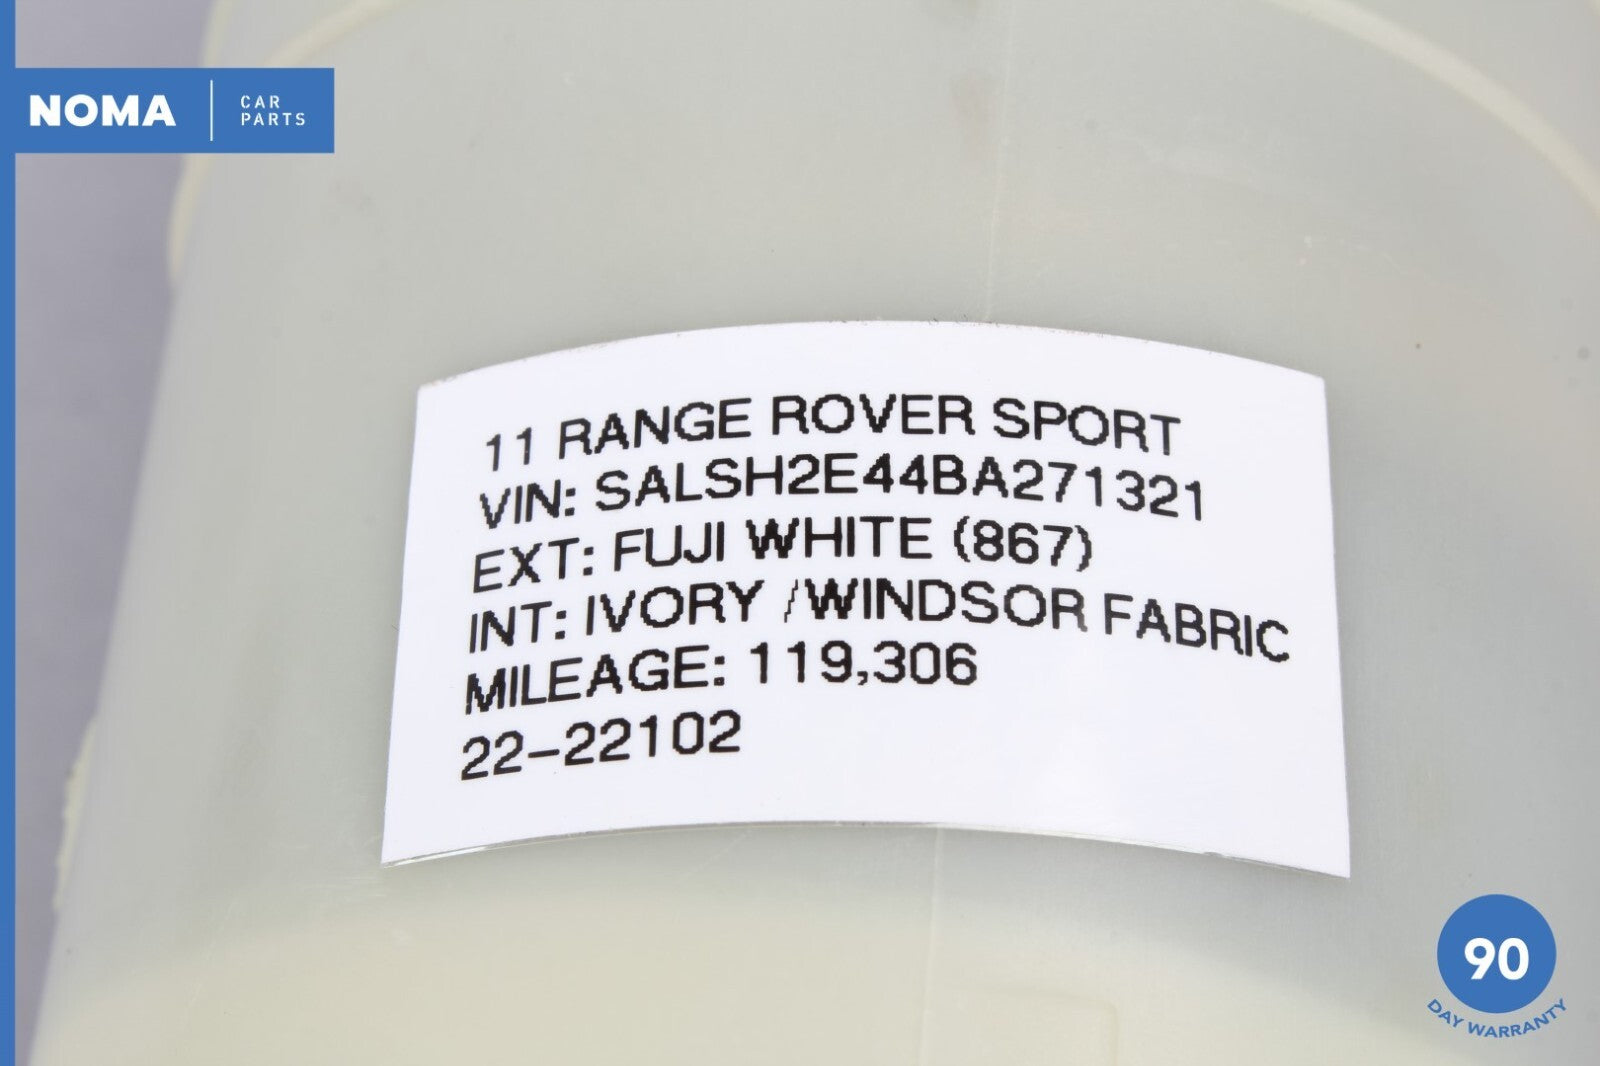 NOMA
CAR
PARTS
11 RANGE ROVER SPORT
VIN: SALSH2E44BA271321
EXT: FUJI WHITE (867)
INT: IVORY /WINDSOR FABRIC
MILEAGE: 119,306
22-22102
90
DAY WARRANTY